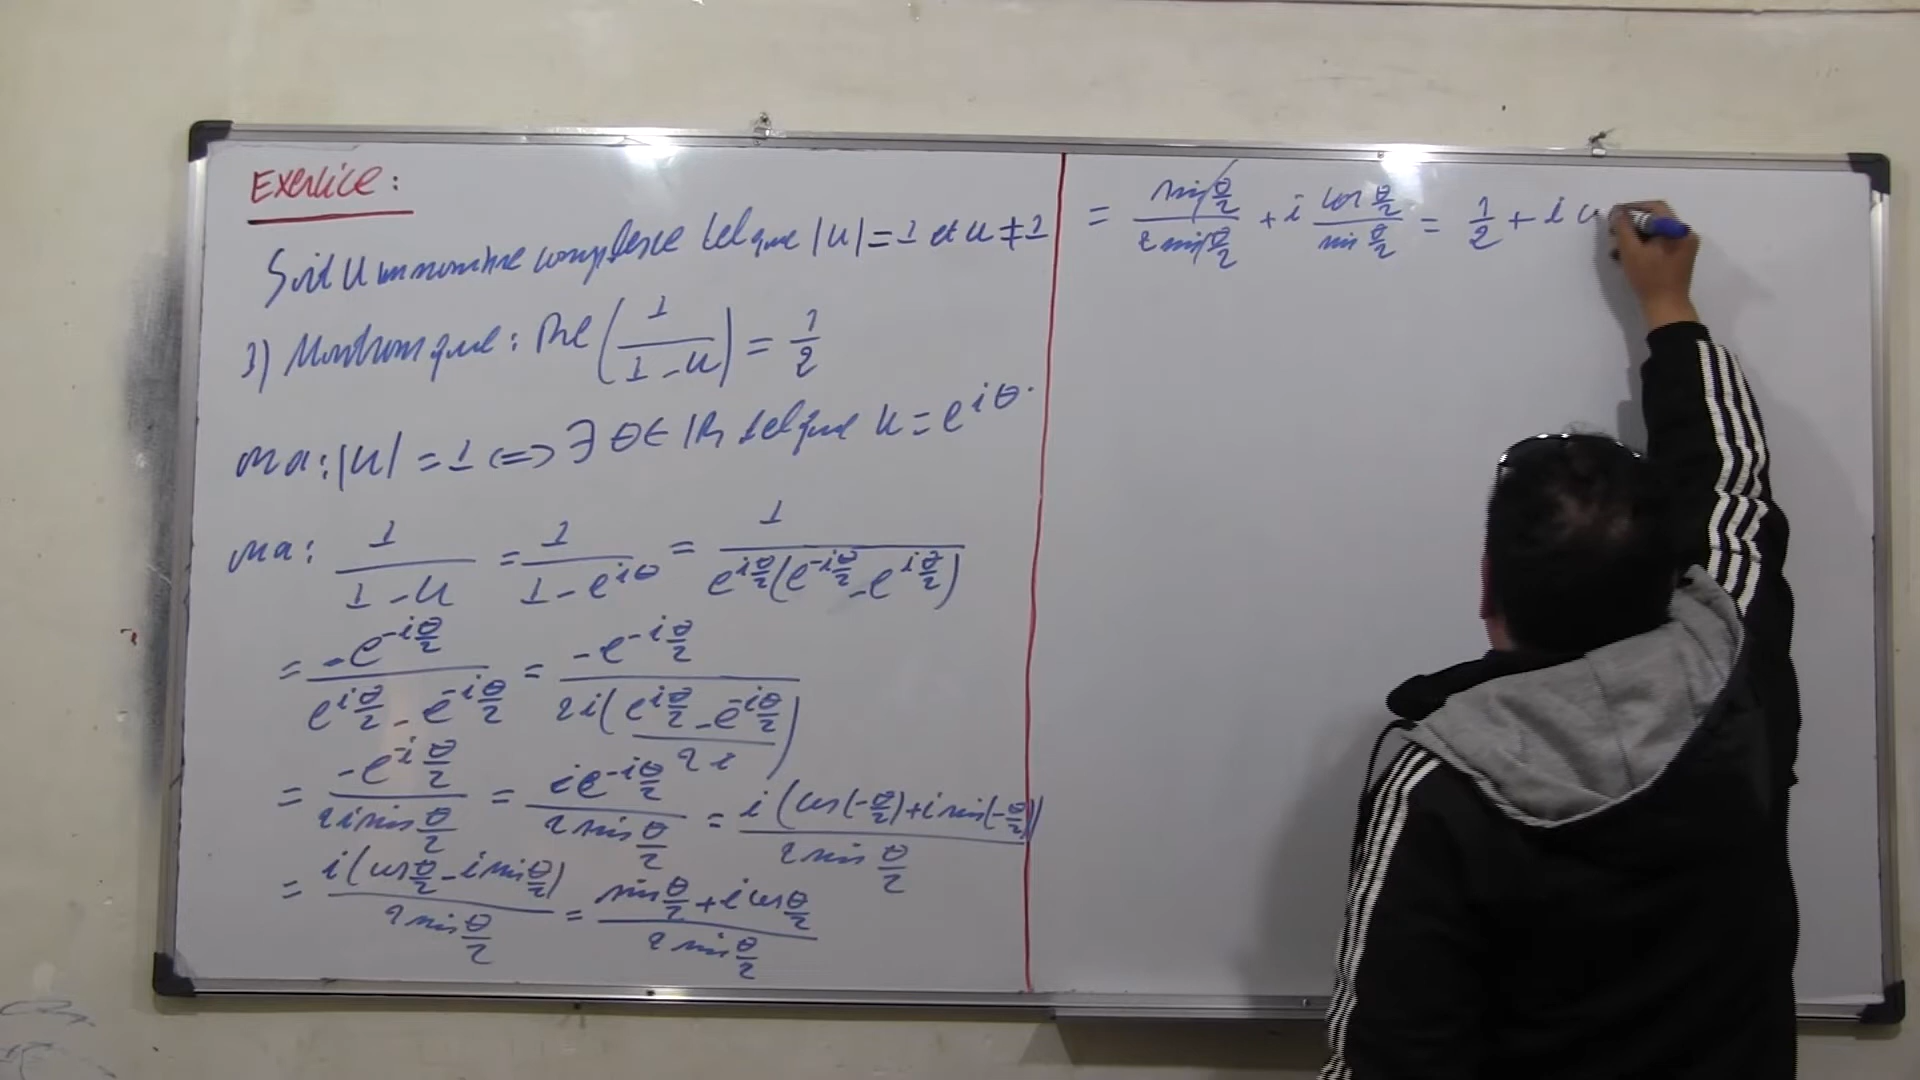 Exercice :
Soit U un nombre complexe tel que |U| = 1 et U ≠ 1
1) Montrons que : Re(1/(1-U)) = 1/2
on a : |U| = 1 <=> ∃ θ ∈ IR tel que U = e^{iθ}.
on a : 1/(1-U) = 1/(1-e^{iθ}) = 1/(e^{iθ/2}(e^{-iθ/2} - e^{iθ/2}))
= -e^{-iθ/2}/(e^{iθ/2} - e^{-iθ/2}) = -e^{-iθ/2}/(2i((e^{iθ/2} - e^{-iθ/2})/2i))
= -e^{-iθ/2}/(2i sin θ/2) = ie^{-iθ/2}/(2 sin θ/2) = i(cos(-θ/2) + i sin(-θ/2))/(2 sin θ/2)
= i(cos θ/2 - i sin θ/2)/(2 sin θ/2) = (sin θ/2 + i cos θ/2)/(2 sin θ/2)
= (sin θ/2)/(2 sin θ/2) + i (cos θ/2)/(sin θ/2) = 1/2 + i